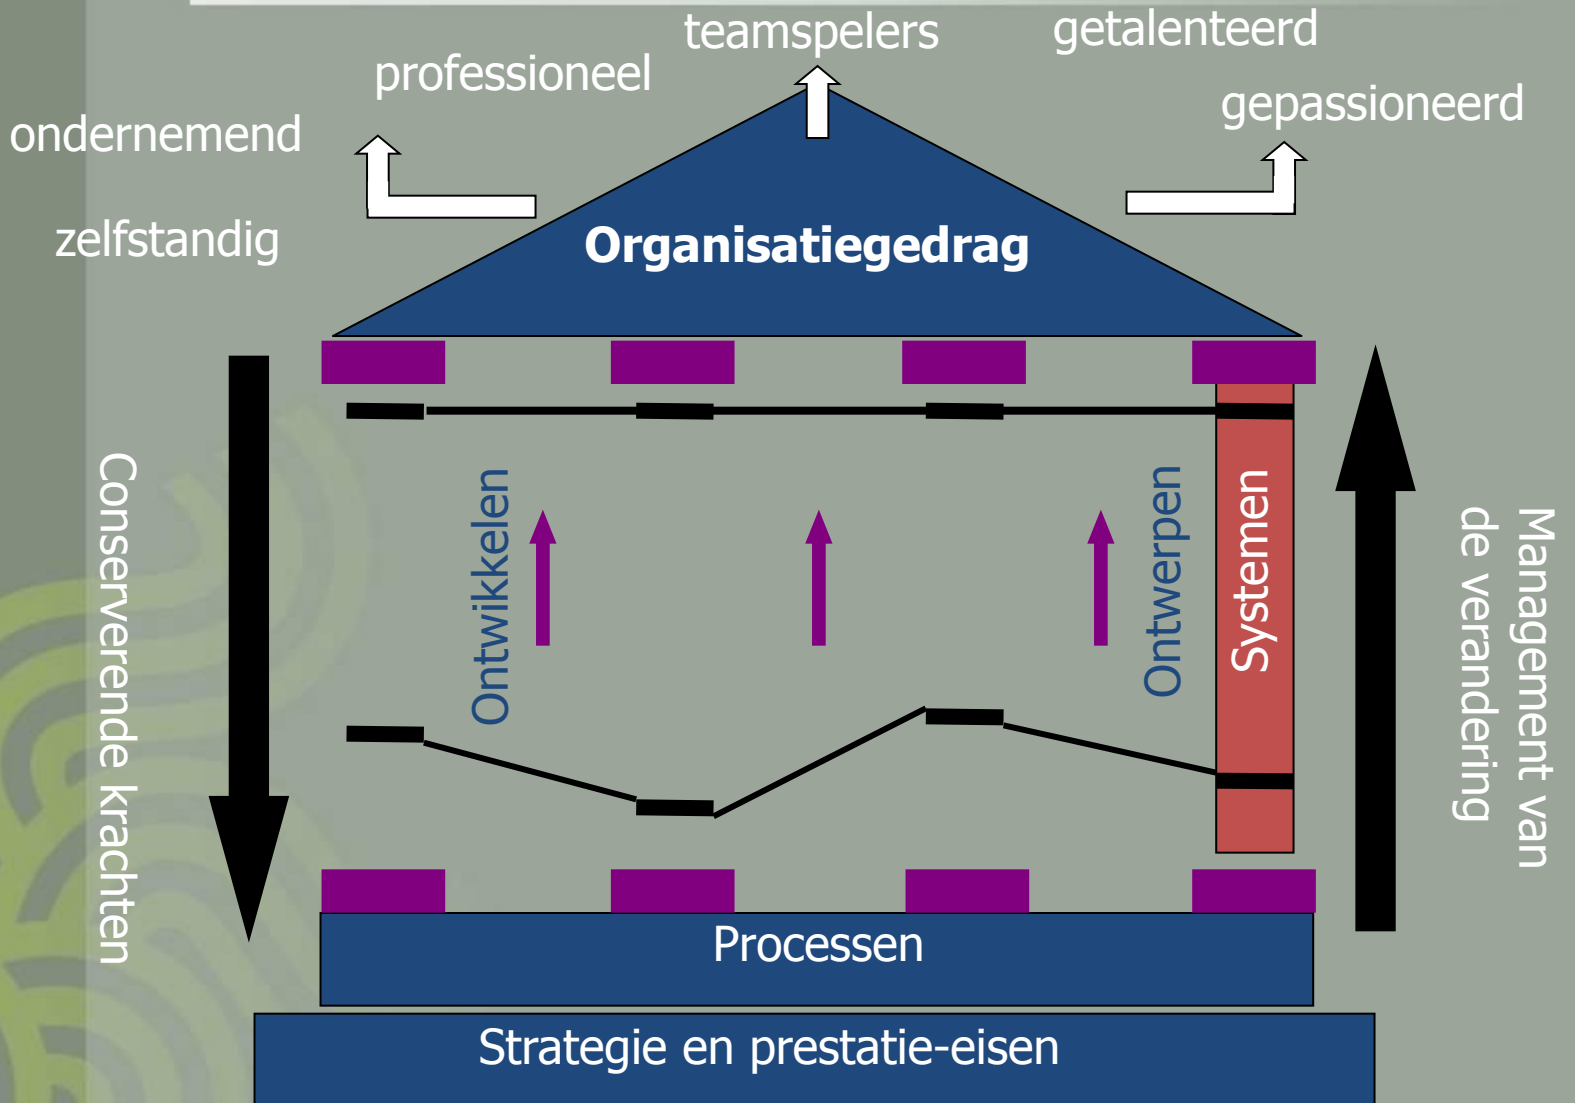 teamspelers
getalenteerd
professioneel
gepassioneerd
ondernemend
zelfstandig
Organisatiegedrag
Conserverende krachten
Ontwikkelen
Ontwerpen
Systemen
Management van
de verandering
Processen
Strategie en prestatie-eisen